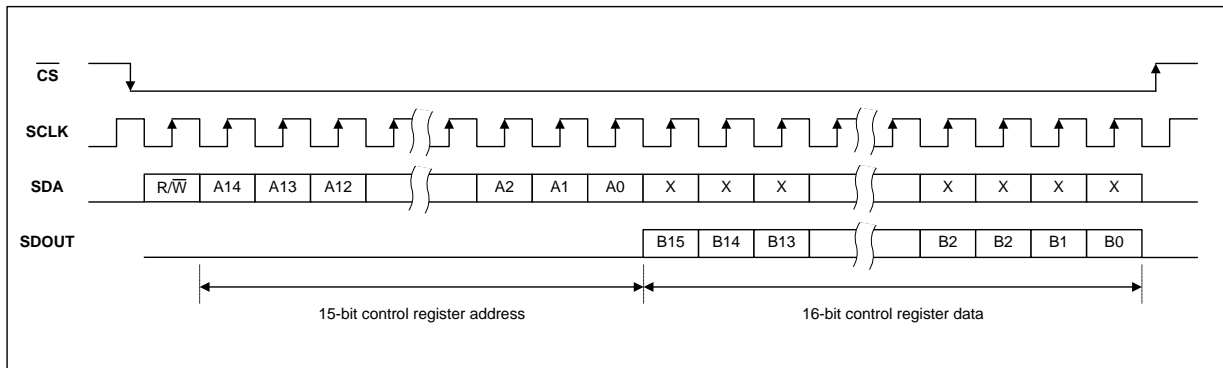 CS
SCLK
SDA R/W A14 A13 A12 A2 A1 A0 X X X X X X X
SDOUT B15 B14 B13 B2 B2 B1 B0
15-bit control register address 16-bit control register data